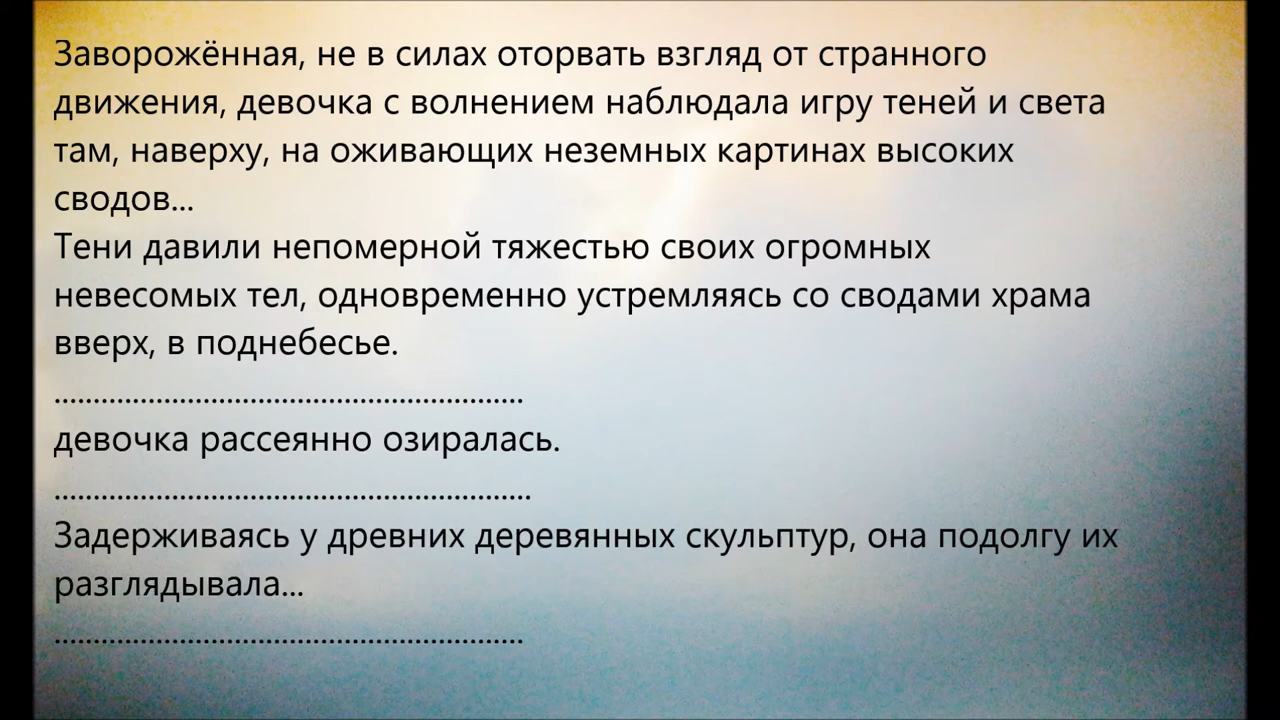 Заворожённая, не в силах оторвать взгляд от странного
движения, девочка с волнением наблюдала игру теней и света
там, наверху, на оживающих неземных картинах высоких
сводов...
Тени давили непомерной тяжестью своих огромных
невесомых тел, одновременно устремляясь со сводами храма
вверх, в поднебесье.
............................................................
девочка рассеянно озиралась.
.............................................................
Задерживаясь у древних деревянных скульптур, она подолгу их
разглядывала...
............................................................